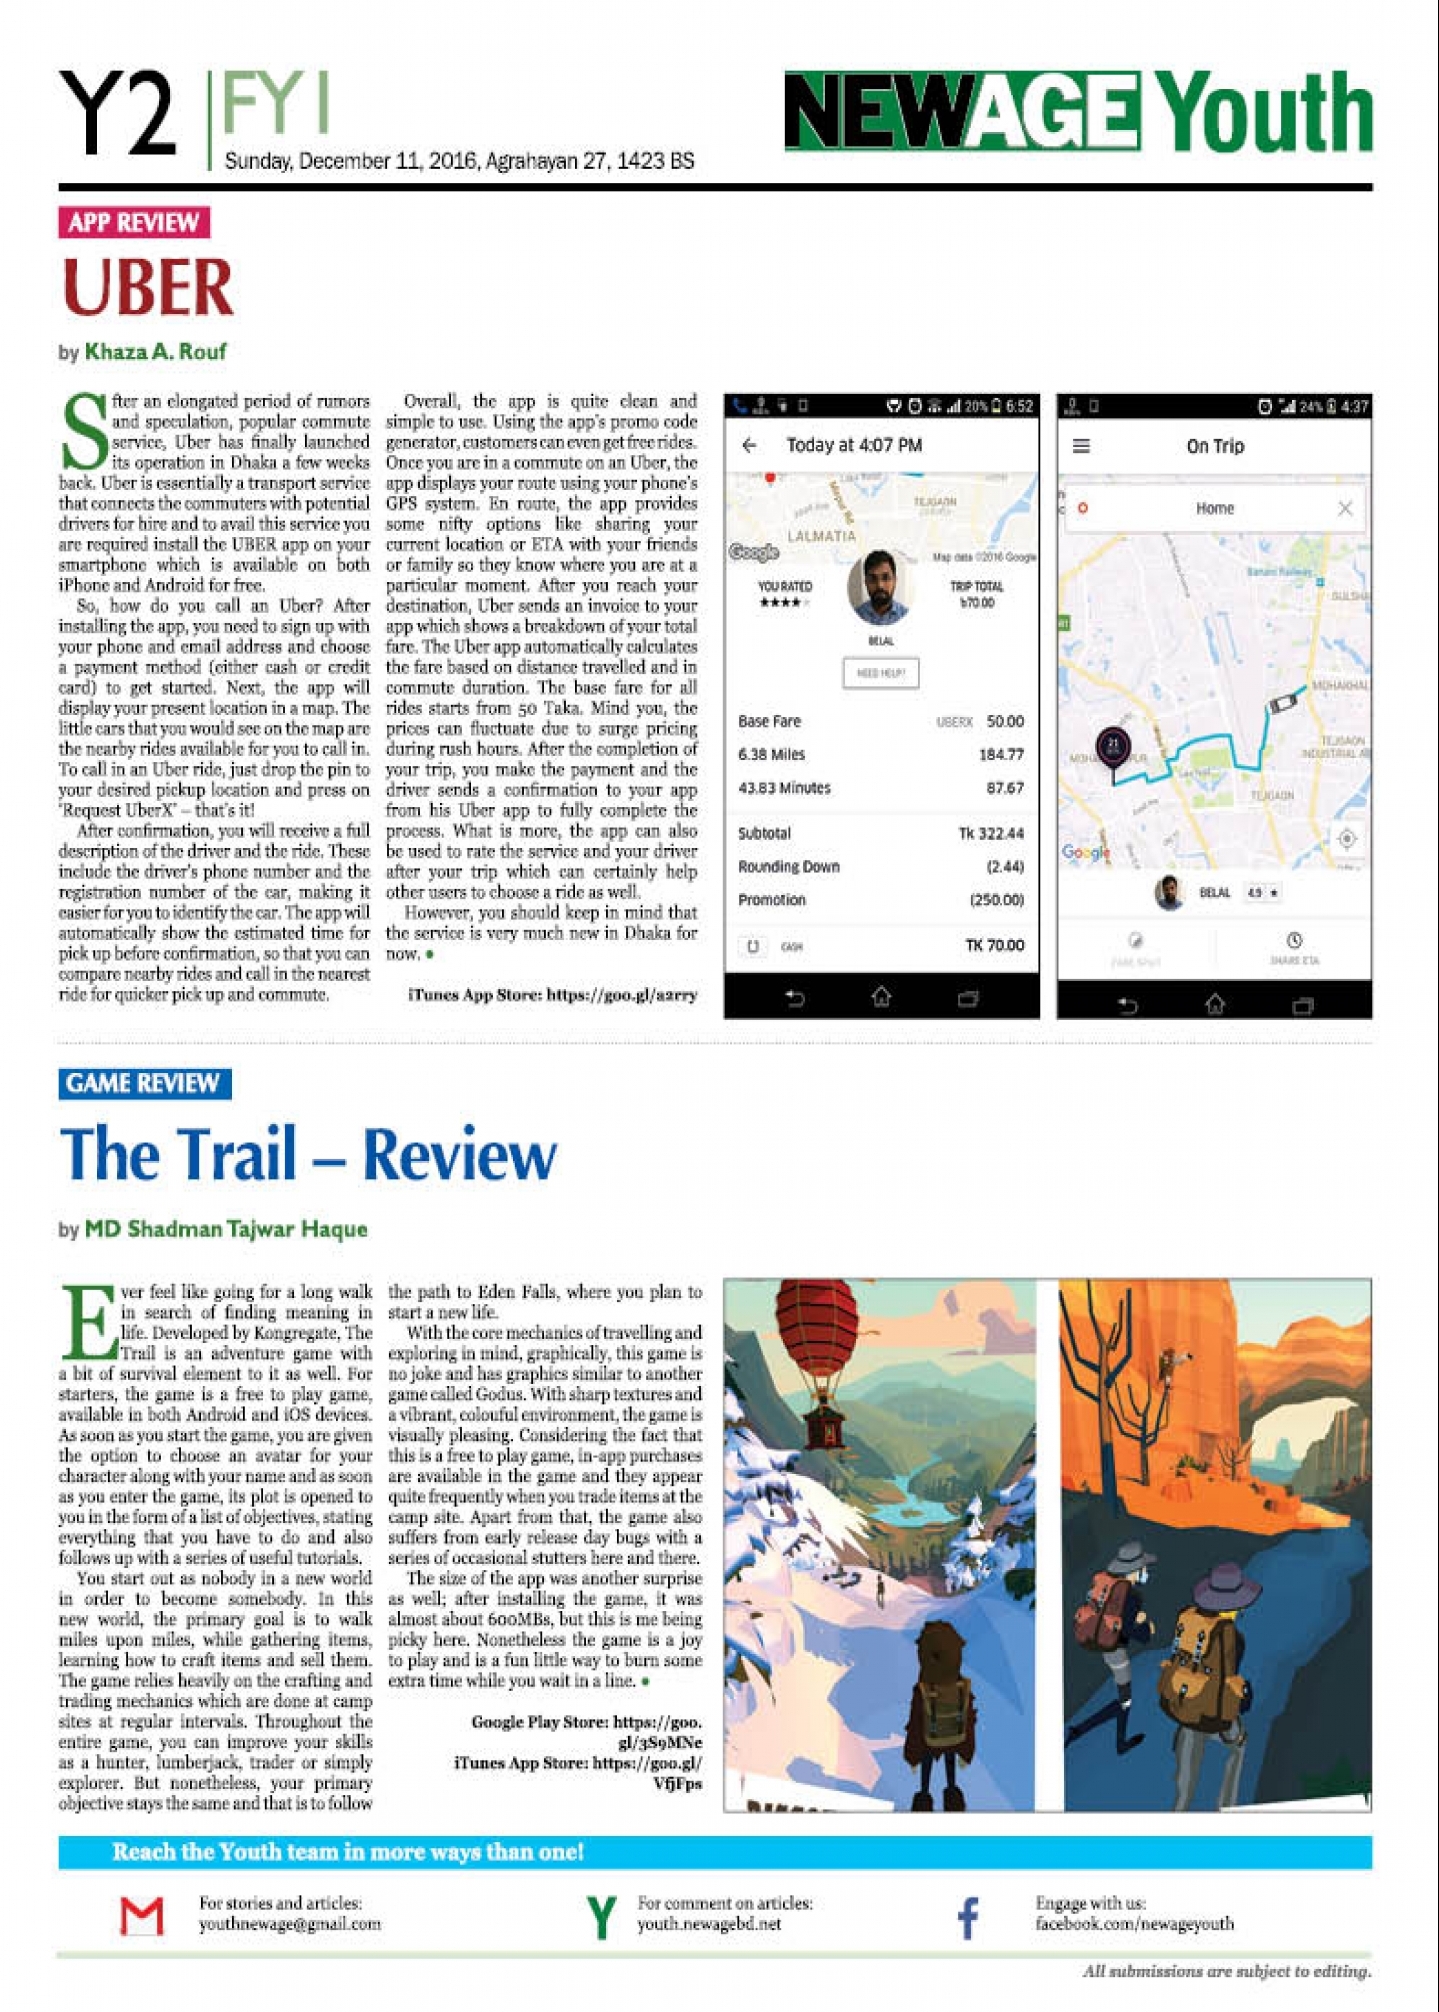 Y2
FY I
Sunday, December 11, 2016, Agrahayan 27, 1423 BS
NEWAGE Youth
APP REVIEW
UBER
by Khaza A. Rouf
Sfter an elongated period of rumors
and speculation, popular commute
service, Uber has finally launched
its operation in Dhaka a few weeks
back. Uber is essentially a transport service
that connects the commuters with potential
drivers for hire and to avail this service you
are required install the UBER app on your
smartphone which is available on both
iPhone and Android for free.
So, how do you call an Uber? After
installing the app, you need to sign up with
your phone and email address and choose
a payment method (either cash or credit
card) to get started. Next, the app will
display your present location in a map. The
little cars that you would see on the map are
the nearby rides available for you to call in.
To call in an Uber ride, just drop the pin to
your desired pickup location and press on
'Request UberX' – that's it!
After confirmation, you will receive a full
description of the driver and the ride. These
include the driver's phone number and the
registration number of the car, making it
easier for you to identify the car. The app will
automatically show the estimated time for
pick up before confirmation, so that you can
compare nearby rides and call in the nearest
ride for quicker pick up and commute.
Overall, the app is quite clean and
simple to use. Using the app's promo code
generator, customers can even get free rides.
Once you are in a commute on an Uber, the
app displays your route using your phone's
GPS system. En route, the app provides
some nifty options like sharing your
current location or ETA with your friends
or family so they know where you are at a
particular moment. After you reach your
destination, Uber sends an invoice to your
app which shows a breakdown of your total
fare. The Uber app automatically calculates
the fare based on distance travelled and in
commute duration. The base fare for all
rides starts from 50 Taka. Mind you, the
prices can fluctuate due to surge pricing
during rush hours. After the completion of
your trip, you make the payment and the
driver sends a confirmation to your app
from his Uber app to fully complete the
process. What is more, the app can also
be used to rate the service and your driver
after your trip which can certainly help
other users to choose a ride as well.
However, you should keep in mind that
the service is very much new in Dhaka for
now. •
iTunes App Store: https://goo.gl/a2rry
20% 6:52
Today at 4:07 PM
TEJGAON
LALMATIA
Google
Map data ©2016 Google
YOU RATED
★★★★
TRIP TOTAL
৳70.00
BELAL
NEED HELP?
Base Fare UBERX 50.00
6.38 Miles 184.77
43.83 Minutes 87.67
Subtotal Tk 322.44
Rounding Down (2.44)
Promotion (250.00)
CASH TK 70.00
24% 4:37
On Trip
Home
Banani Railway
GULSHA
MOHAKHAL
21
TEJGAON
INDUSTRIAL AR
TEJGAON
Google
BELAL 4.9 ★
FARE SPLIT
SHARE ETA
GAME REVIEW
The Trail – Review
by MD Shadman Tajwar Haque
Ever feel like going for a long walk
in search of finding meaning in
life. Developed by Kongregate, The
Trail is an adventure game with
a bit of survival element to it as well. For
starters, the game is a free to play game,
available in both Android and iOS devices.
As soon as you start the game, you are given
the option to choose an avatar for your
character along with your name and as soon
as you enter the game, its plot is opened to
you in the form of a list of objectives, stating
everything that you have to do and also
follows up with a series of useful tutorials.
You start out as nobody in a new world
in order to become somebody. In this
new world, the primary goal is to walk
miles upon miles, while gathering items,
learning how to craft items and sell them.
The game relies heavily on the crafting and
trading mechanics which are done at camp
sites at regular intervals. Throughout the
entire game, you can improve your skills
as a hunter, lumberjack, trader or simply
explorer. But nonetheless, your primary
objective stays the same and that is to follow
the path to Eden Falls, where you plan to
start a new life.
With the core mechanics of travelling and
exploring in mind, graphically, this game is
no joke and has graphics similar to another
game called Godus. With sharp textures and
a vibrant, colouful environment, the game is
visually pleasing. Considering the fact that
this is a free to play game, in-app purchases
are available in the game and they appear
quite frequently when you trade items at the
camp site. Apart from that, the game also
suffers from early release day bugs with a
series of occasional stutters here and there.
The size of the app was another surprise
as well; after installing the game, it was
almost about 600MBs, but this is me being
picky here. Nonetheless the game is a joy
to play and is a fun little way to burn some
extra time while you wait in a line. •
Google Play Store: https://goo.
gl/3S9MNe
iTunes App Store: https://goo.gl/
VfjFps
Reach the Youth team in more ways than one!
For stories and articles:
youthnewage@gmail.com
For comment on articles:
youth.newagebd.net
Engage with us:
facebook.com/newageyouth
All submissions are subject to editing.